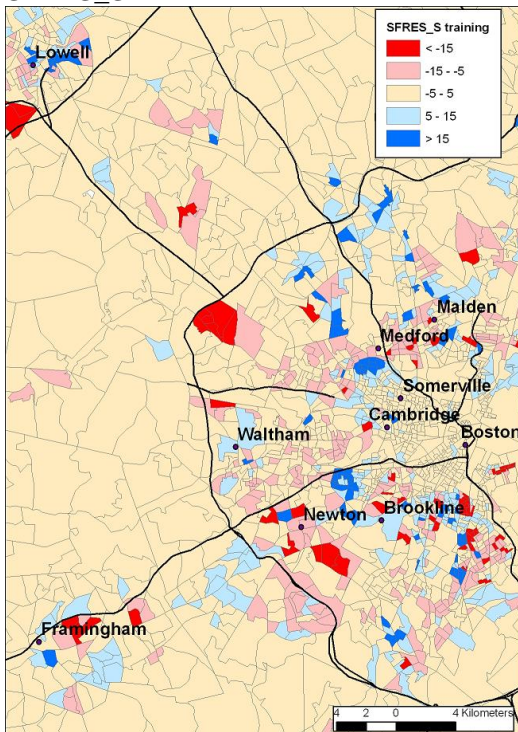 SFRES_S training
< -15
-15 - -5
-5 - 5
5 - 15
> 15
Lowell
Malden
Medford
Somerville
Cambridge
Waltham
Boston
Newton
Brookline
Framingham
4 2 0 4 Kilometers